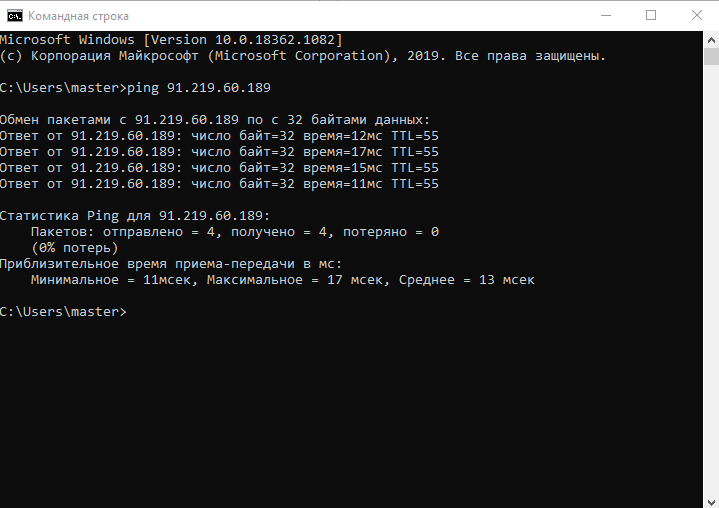 Командная строка
Microsoft Windows [Version 10.0.18362.1082]
(c) Корпорация Майкрософт (Microsoft Corporation), 2019. Все права защищены.
C:\Users\master>ping 91.219.60.189
Обмен пакетами с 91.219.60.189 по с 32 байтами данных:
Ответ от 91.219.60.189: число байт=32 время=12мс TTL=55
Ответ от 91.219.60.189: число байт=32 время=17мс TTL=55
Ответ от 91.219.60.189: число байт=32 время=15мс TTL=55
Ответ от 91.219.60.189: число байт=32 время=11мс TTL=55
Статистика Ping для 91.219.60.189:
Пакетов: отправлено = 4, получено = 4, потеряно = 0
(0% потерь)
Приблизительное время приема-передачи в мс:
Минимальное = 11мсек, Максимальное = 17 мсек, Среднее = 13 мсек
C:\Users\master>